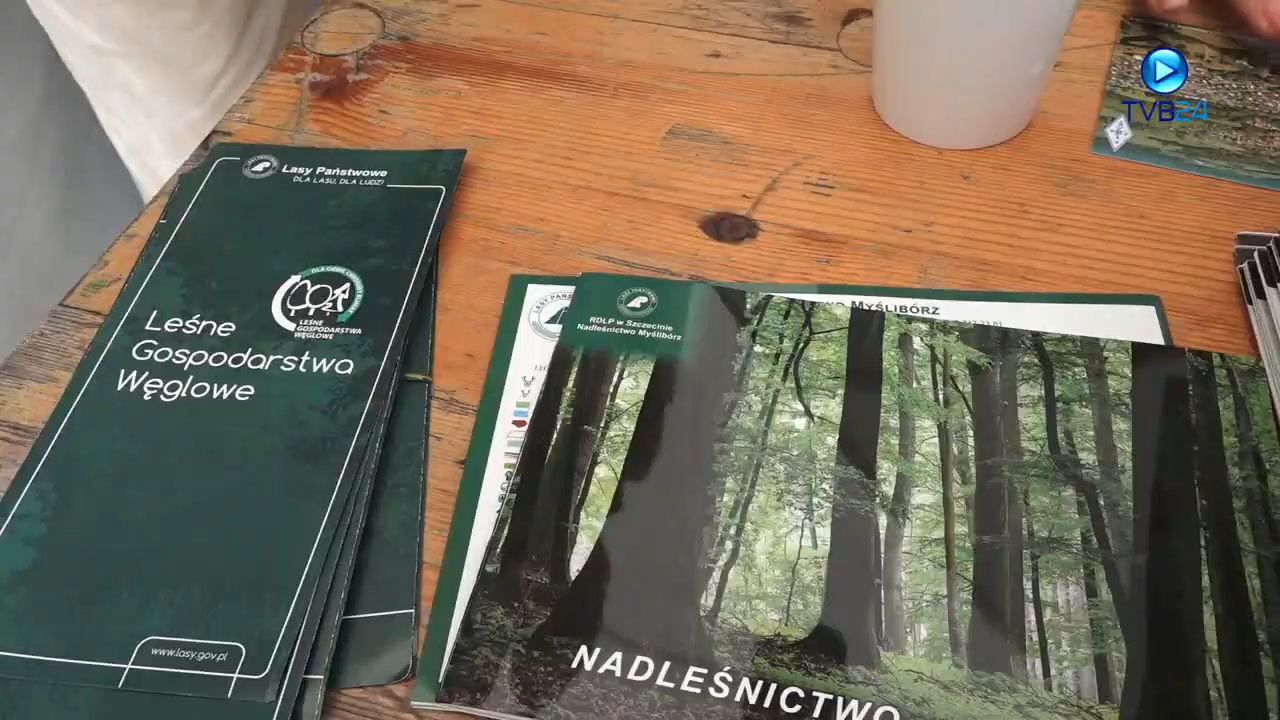 TVB24
Lasy Państwowe
DLA LASU, DLA LUDZI
LEŚNE
GOSPODARSTWA
WĘGLOWE
Leśne
Gospodarstwa
Węglowe
www.lasy.gov.pl
MYŚLIBÓRZ
RDLP w Szczecinie
Nadleśnictwo Myślibórz
NADLEŚNICTWO